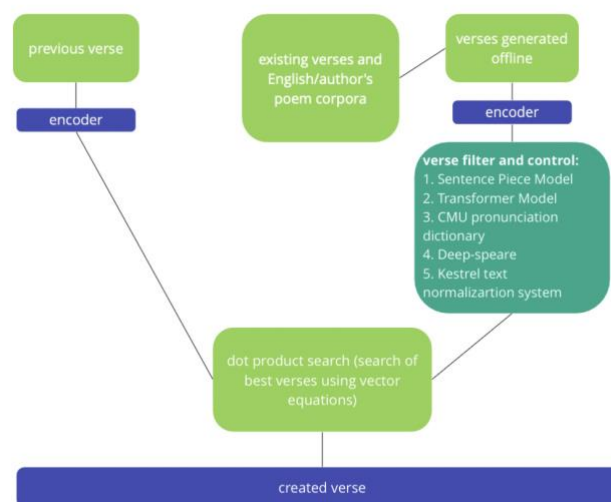 previous verse
encoder
existing verses and
English/author's
poem corpora
verses generated
offline
encoder
verse filter and control:
1. Sentence Piece Model
2. Transformer Model
3. CMU pronunciation
dictionary
4. Deep-speare
5. Kestrel text
normalizartion system
dot product search (search of
best verses using vector
equations)
created verse